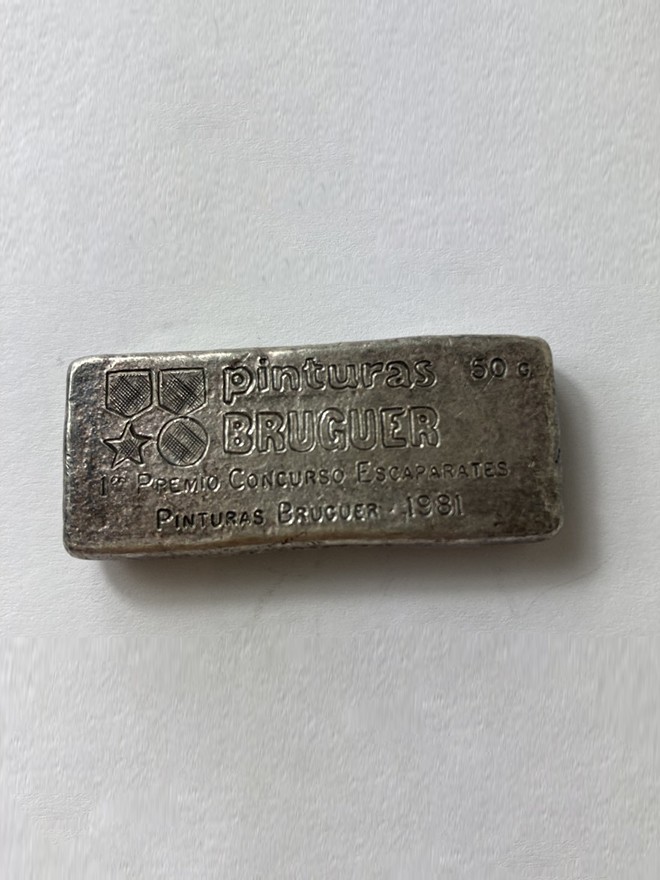 pinturas 50 G
BRUGUER
1er PREMIO CONCURSO ESCAPARATES
PINTURAS BRUGUER - 1981